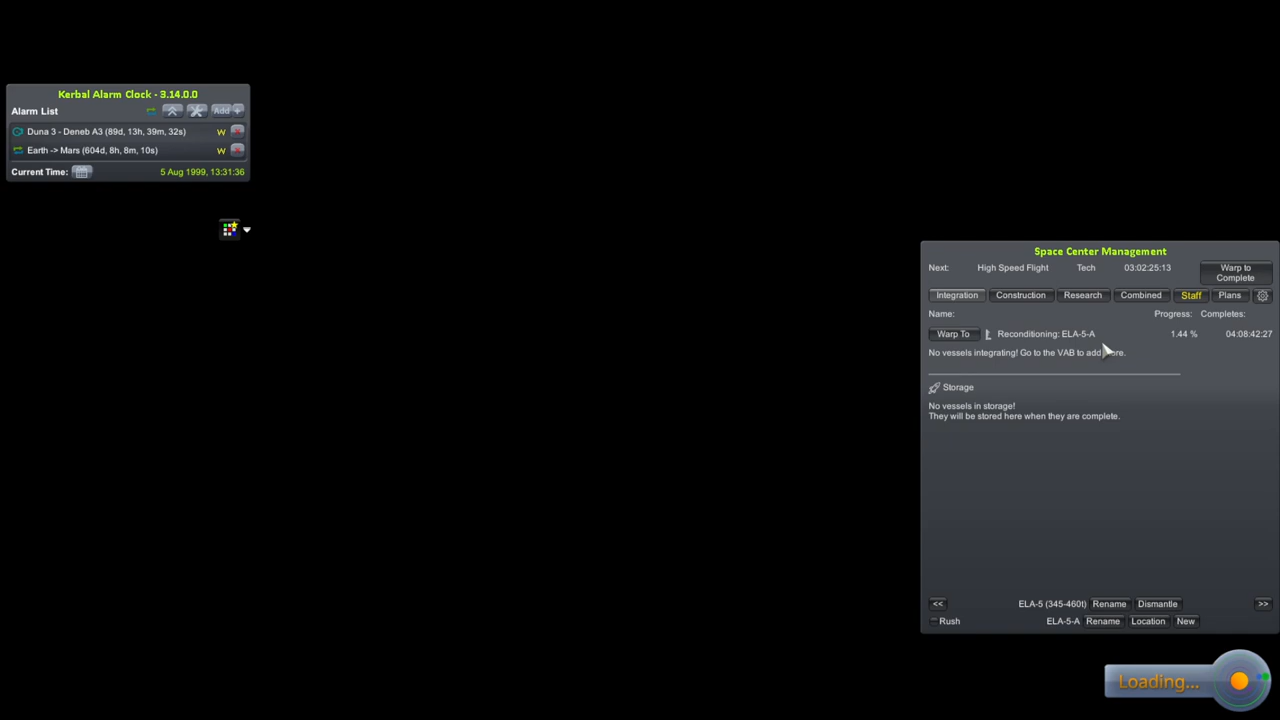 Kerbal Alarm Clock - 3.14.0.0
Alarm List Add +
Duna 3 - Deneb A3 (89d, 13h, 39m, 32s) W
Earth -> Mars (604d, 8h, 8m, 10s) W
Current Time: 5 Aug 1999, 13:31:36
Space Center Management
Next: High Speed Flight Tech 03:02:25:13 Warp to Complete
Integration Construction Research Combined Staff Plans
Name: Progress: Completes:
Warp To Reconditioning: ELA-5-A 1.44 % 04:08:42:27
No vessels integrating! Go to the VAB to add
Storage
No vessels in storage!
They will be stored here when they are complete.
<< ELA-5 (345-460t) Rename Dismantle >>
Rush ELA-5-A Rename Location New
Loading...